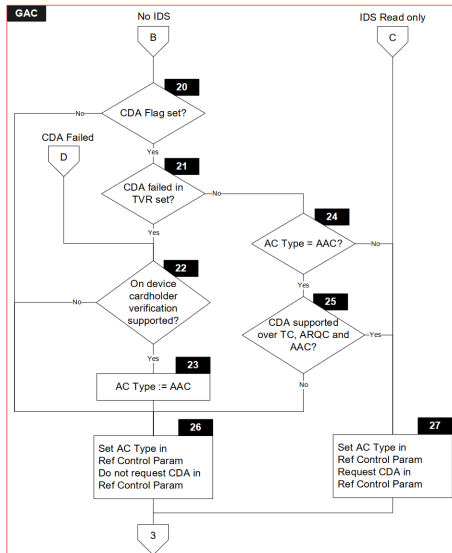 GAC
No IDS
IDS Read only
B
C
20
CDA Flag set?
No
CDA Failed
D
Yes
21
CDA failed in
TVR set?
No
Yes
24
AC Type = AAC?
No
22
On device
cardholder
verification
supported?
No
Yes
25
CDA supported
over TC, ARQC and
AAC?
Yes
No
Yes
23
AC Type := AAC
26
Set AC Type in
Ref Control Param
Do not request CDA in
Ref Control Param
27
Set AC Type in
Ref Control Param
Request CDA in
Ref Control Param
3